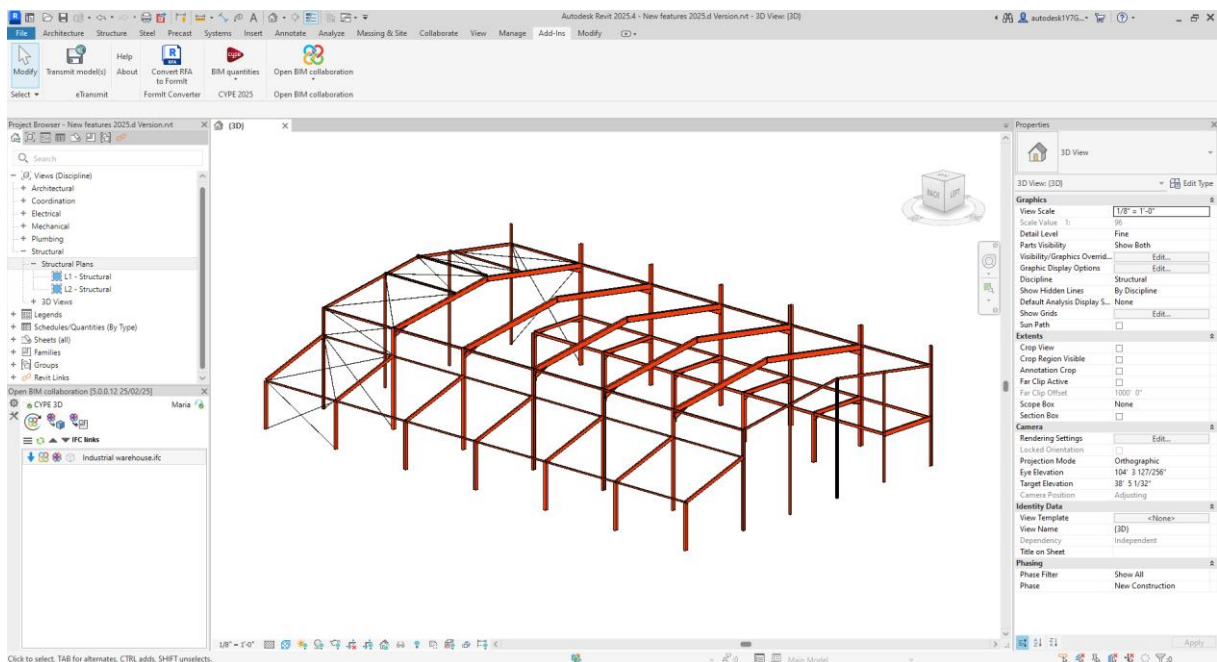 Autodesk Revit 2025.4 - New features 2025.d Version.rvt - 3D View: {3D}
autodesk1Y7G...
File Architecture Structure Steel Precast Systems Insert Annotate Analyze Massing & Site Collaborate View Manage Add-Ins Modify
Modify Transmit model(s) Help About Convert RFA to FormIt BIM quantities Open BIM collaboration
Select eTransmit FormIt Converter CYPE 2025 Open BIM collaboration
Project Browser - New features 2025.d Version.rvt
Search
Views (Discipline)
Architectural
Coordination
Electrical
Mechanical
Plumbing
Structural
Structural Plans
L1 - Structural
L2 - Structural
3D Views
Legends
Schedules/Quantities (By Type)
Sheets (all)
Families
Groups
Revit Links
Open BIM collaboration [5.0.0.12 25/02/25]
CYPE 3D Maria
IFC links
Industrial warehouse.ifc
{3D}
BACK LEFT
1/8" = 1'-0"
Properties
3D View
3D View: {3D} Edit Type
Graphics
View Scale 1/8" = 1'-0"
Scale Value 1: 96
Detail Level Fine
Parts Visibility Show Both
Visibility/Graphics Overrid... Edit...
Graphic Display Options Edit...
Discipline Structural
Show Hidden Lines By Discipline
Default Analysis Display S... None
Show Grids Edit...
Sun Path
Extents
Crop View
Crop Region Visible
Annotation Crop
Far Clip Active
Far Clip Offset 1000' 0"
Scope Box None
Section Box
Camera
Rendering Settings Edit...
Locked Orientation
Projection Mode Orthographic
Eye Elevation 104' 3 127/256"
Target Elevation 38' 5 1/32"
Camera Position Adjusting
Identity Data
View Template <None>
View Name {3D}
Dependency Independent
Title on Sheet
Phasing
Phase Filter Show All
Phase New Construction
Apply
Click to select, TAB for alternates, CTRL adds, SHIFT unselects.
:0 Main Model :0